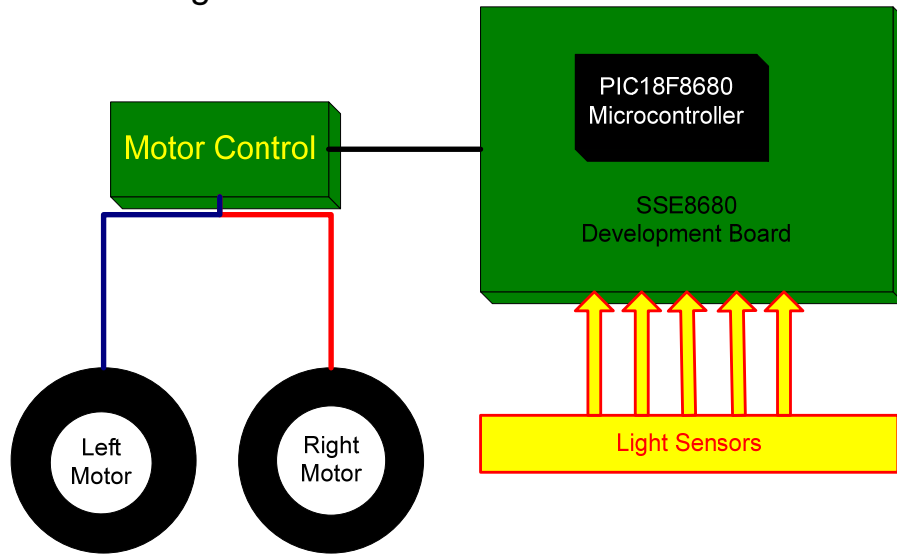 PIC18F8680
Microcontroller
Motor Control
SSE8680
Development Board
Left
Motor
Right
Motor
Light Sensors